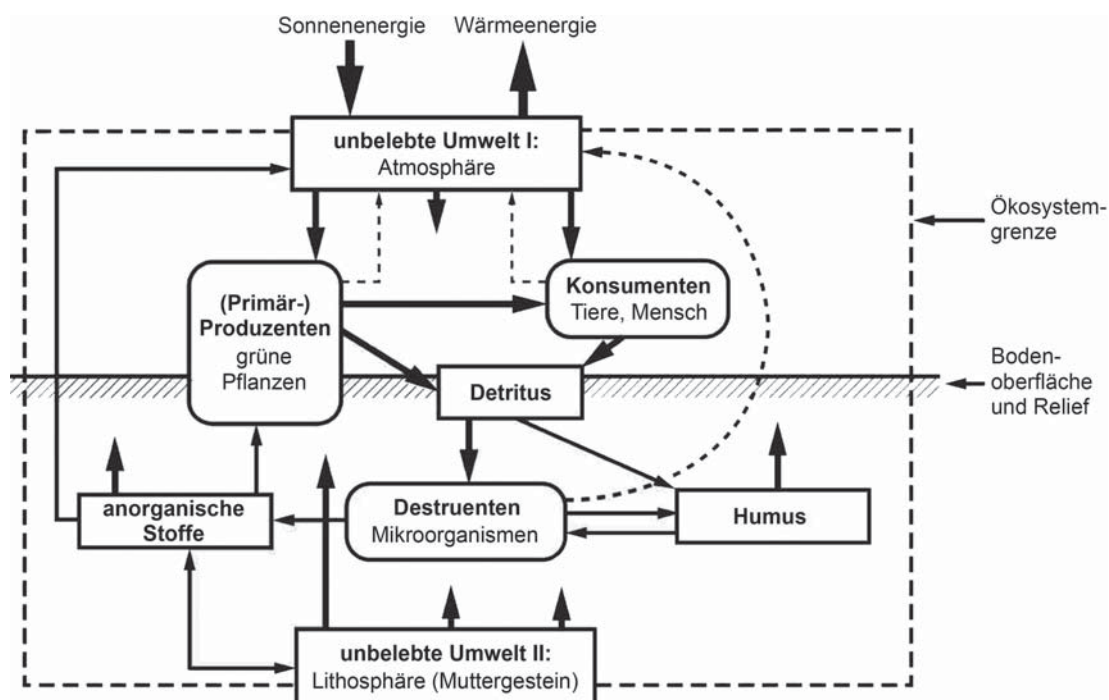 Sonnenenergie
Wärmeenergie
unbelebte Umwelt I:
Atmosphäre
Ökosystem-
grenze
(Primär-)
Produzenten
grüne
Pflanzen
Konsumenten
Tiere, Mensch
Boden-
oberfläche
und Relief
Detritus
anorganische
Stoffe
Destruenten
Mikroorganismen
Humus
unbelebte Umwelt II:
Lithosphäre (Muttergestein)